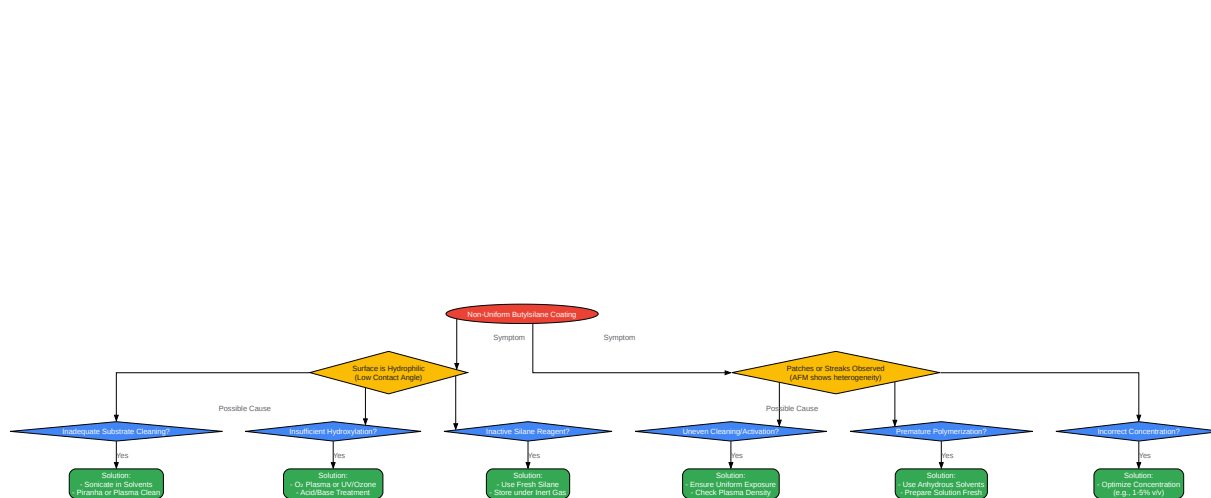 Non-Uniform Butylsilane Coating
Symptom
Symptom
Surface is Hydrophilic
(Low Contact Angle)
Patches or Streaks Observed
(AFM shows heterogeneity)
Possible Cause
Possible Cause
Inadequate Substrate Cleaning?
Insufficient Hydroxylation?
Inactive Silane Reagent?
Uneven Cleaning/Activation?
Premature Polymerization?
Incorrect Concentration?
Yes
Yes
Yes
Yes
Yes
Yes
Solution:
- Sonicate in Solvents
- Piranha or Plasma Clean
Solution:
- O₂ Plasma or UV/Ozone
- Acid/Base Treatment
Solution:
- Use Fresh Silane
- Store under Inert Gas
Solution:
- Ensure Uniform Exposure
- Check Plasma Density
Solution:
- Use Anhydrous Solvents
- Prepare Solution Fresh
Solution:
- Optimize Concentration
(e.g., 1-5% v/v)